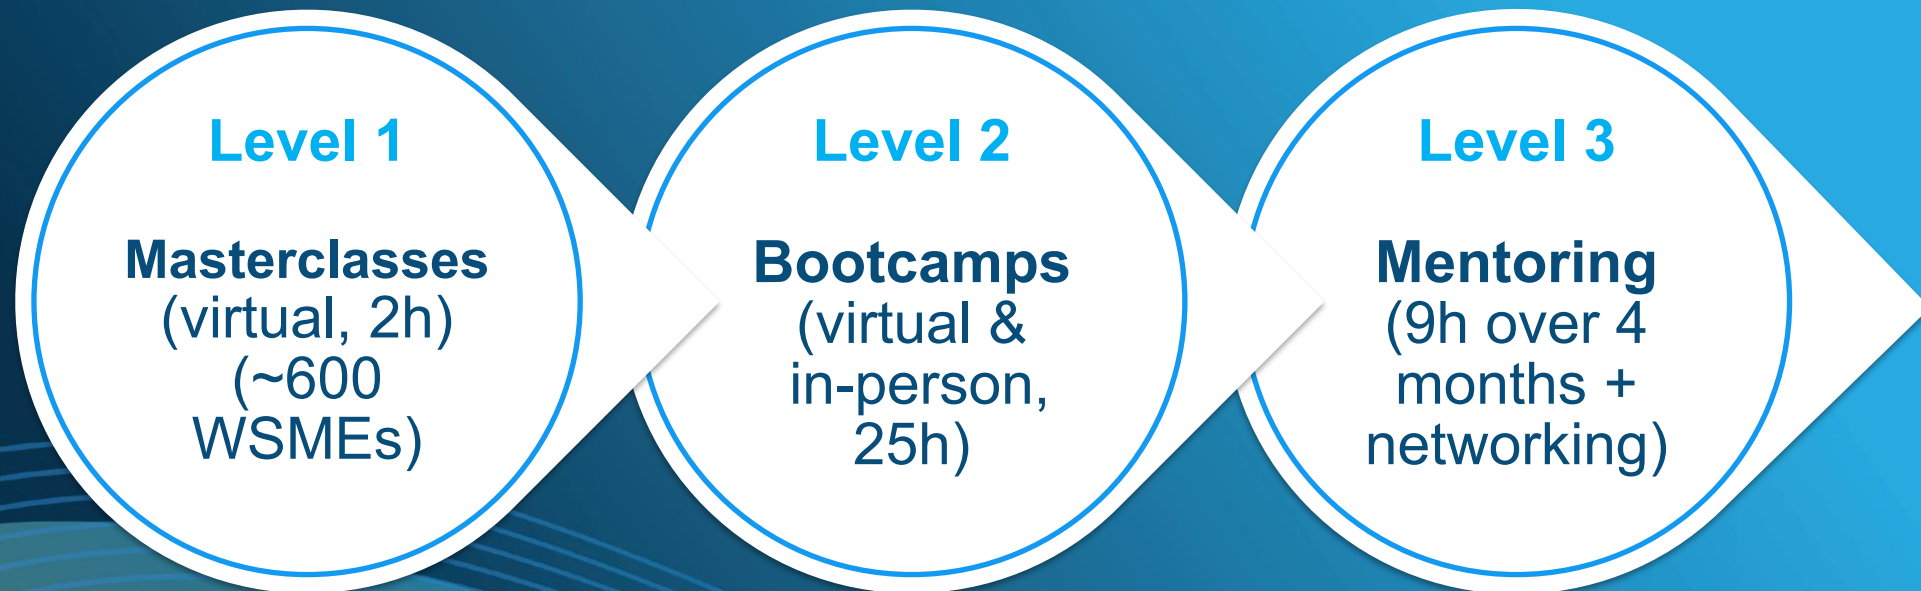 Level 1
Masterclasses
(virtual, 2h)
(~600
WSMEs)
Level 2
Bootcamps
(virtual &
in-person,
25h)
Level 3
Mentoring
(9h over 4
months +
networking)